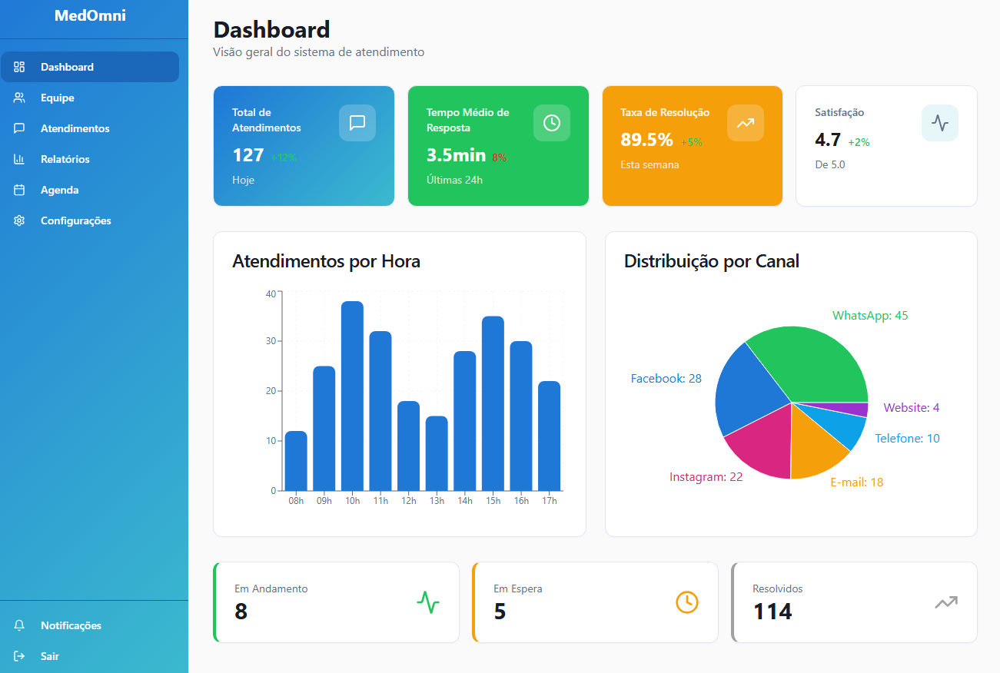 MedOmni
Dashboard
Equipe
Atendimentos
Relatórios
Agenda
Configurações
Notificações
Sair
Dashboard
Visão geral do sistema de atendimento
Total de
Atendimentos
127 +12%
Hoje
Tempo Médio de
Resposta
3.5min 8%
Últimas 24h
Taxa de Resolução
89.5% +5%
Esta semana
Satisfação
4.7 +2%
De 5.0
Atendimentos por Hora
40
30
20
10
0
08h 09h 10h 11h 12h 13h 14h 15h 16h 17h
Distribuição por Canal
WhatsApp: 45
Facebook: 28
Website: 4
Telefone: 10
Instagram: 22
E-mail: 18
Em Andamento
8
Em Espera
5
Resolvidos
114